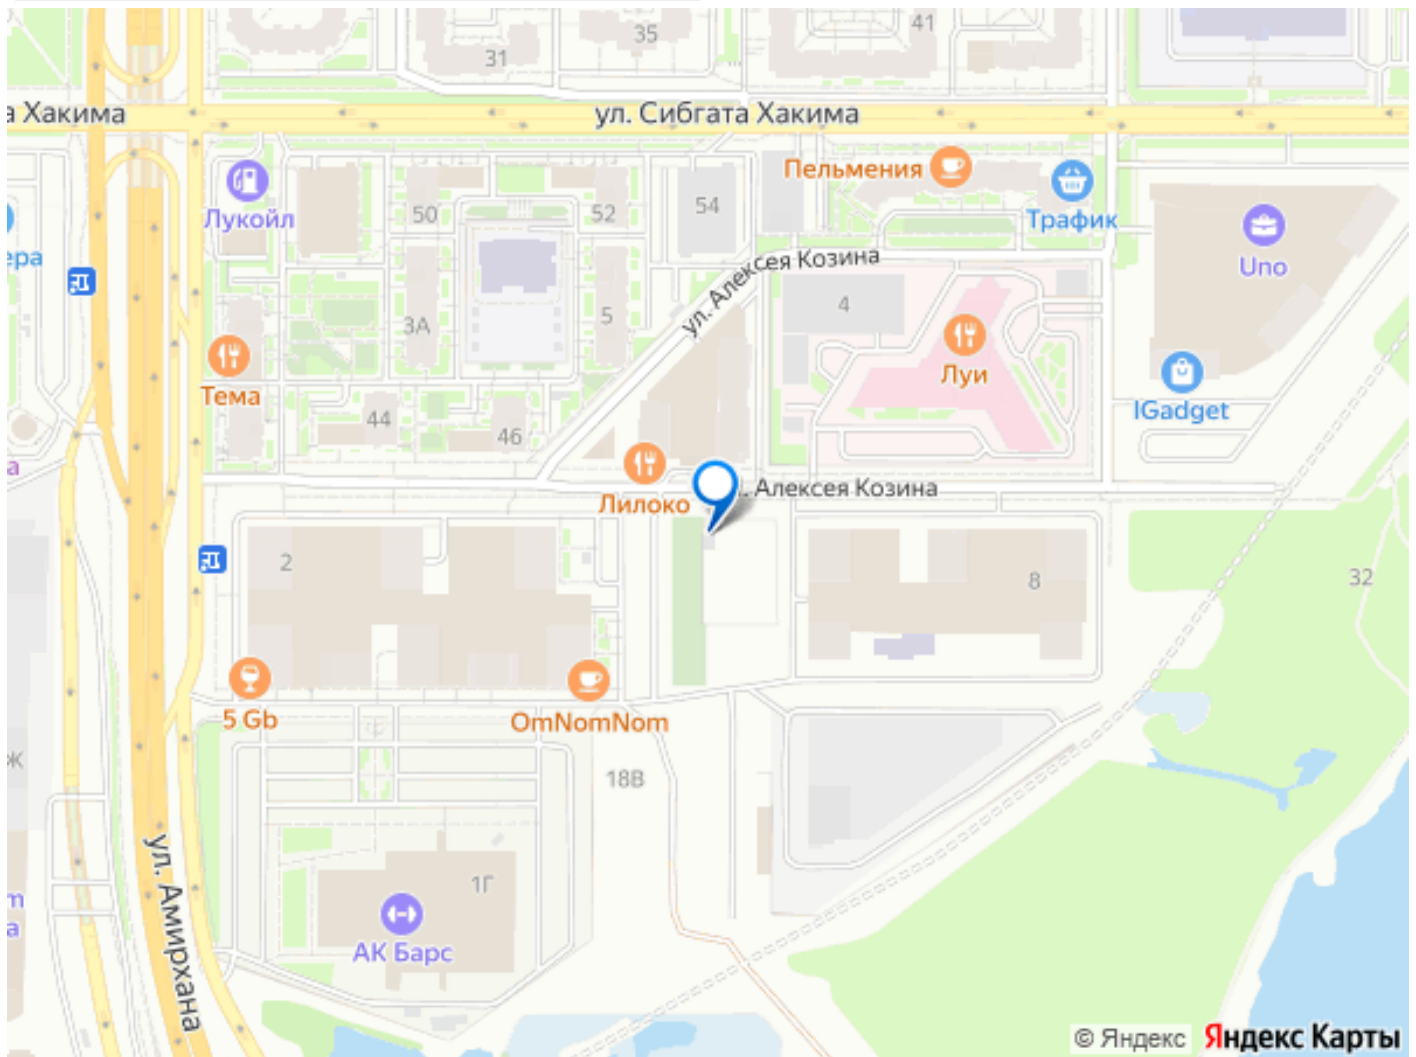 41
35
31
а Хакима
ул. Сибгата Хакима
Пельмения
Лукойл
50
52
54
Трафик
ера
Uno
ул. Алексея Козина
4
3А
5
Тема
Луи
IGadget
44
46
а
Лилоко
. Алексея Козина
2
8
32
5 Gb
OmNomNom
ж
18В
ул. Амирхана
1Г
m
а
АК Барс
© Яндекс Яндекс Карты